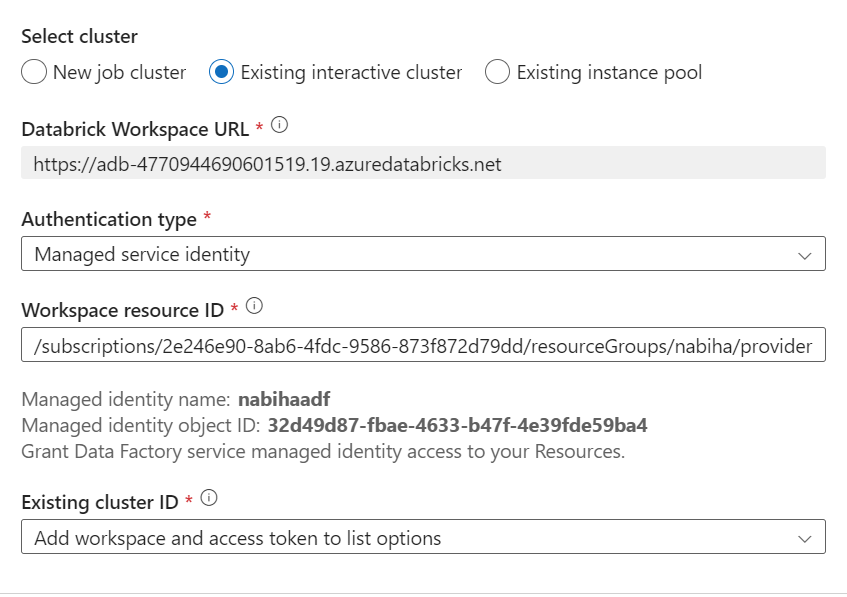 Select cluster
New job cluster Existing interactive cluster Existing instance pool
Databrick Workspace URL *
https://adb-4770944690601519.19.azuredatabricks.net
Authentication type *
Managed service identity
Workspace resource ID *
/subscriptions/2e246e90-8ab6-4fdc-9586-873f872d79dd/resourceGroups/nabiha/provider
Managed identity name: nabihaadf
Managed identity object ID: 32d49d87-fbae-4633-b47f-4e39fde59ba4
Grant Data Factory service managed identity access to your Resources.
Existing cluster ID *
Add workspace and access token to list options